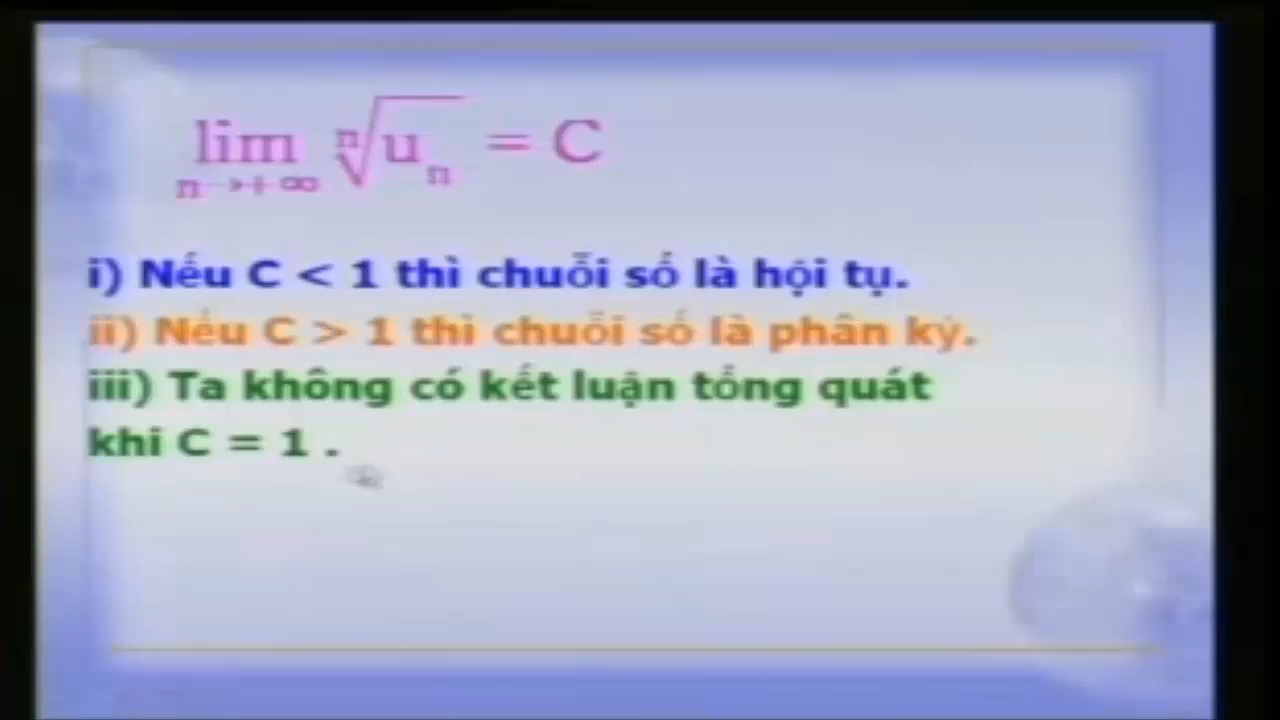 lim n→+∞ ⁿ√uₙ = C
i) Nếu C < 1 thì chuỗi số là hội tụ.
ii) Nếu C > 1 thì chuỗi số là phân kỳ.
iii) Ta không có kết luận tổng quát
khi C = 1 .